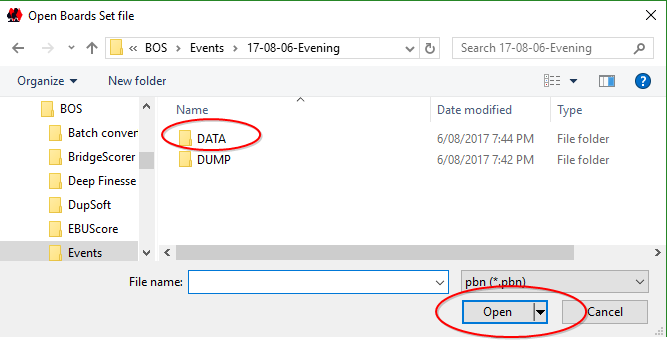 Open Boards Set file
« BOS > Events > 17-08-06-Evening
Search 17-08-06-Evening
Organize
New folder
Name
Date modified
Type
BOS
Batch conver
BridgeScorer
Deep Finesse
DupSoft
EBUScore
Events
DATA 6/08/2017 7:44 PM File folder
DUMP 6/08/2017 7:42 PM File folder
File name:
pbn (*.pbn)
Open
Cancel